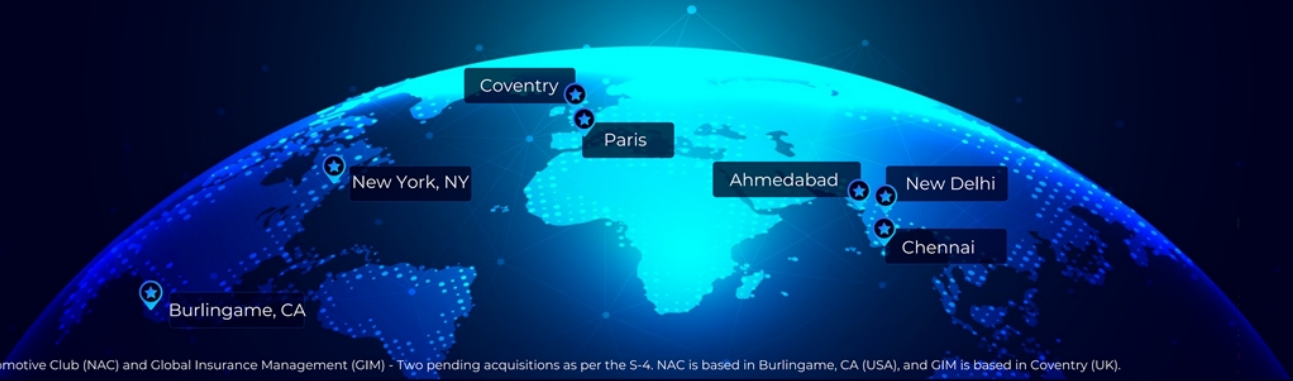 Coventry
Paris
New York, NY
Ahmedabad
New Delhi
Chennai
Burlingame, CA
omotive Club (NAC) and Global Insurance Management (GIM) - Two pending acquisitions as per the S-4. NAC is based in Burlingame, CA (USA), and GIM is based in Coventry (UK).